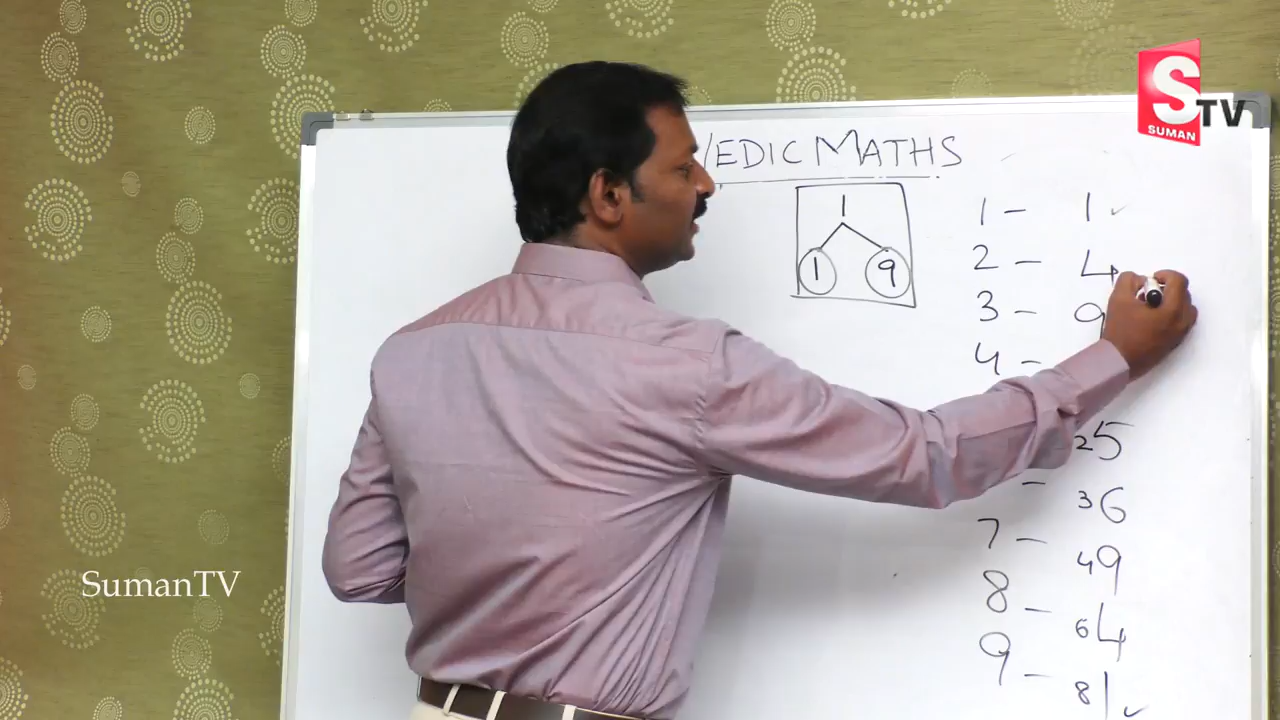 S TV
SUMAN
VEDIC MATHS
1
1 9
1 - 1 ✓
2 - 4
3 - 9
4 -
25
- 36
7 - 49
8 - 64
9 - 81 ✓
SumanTV